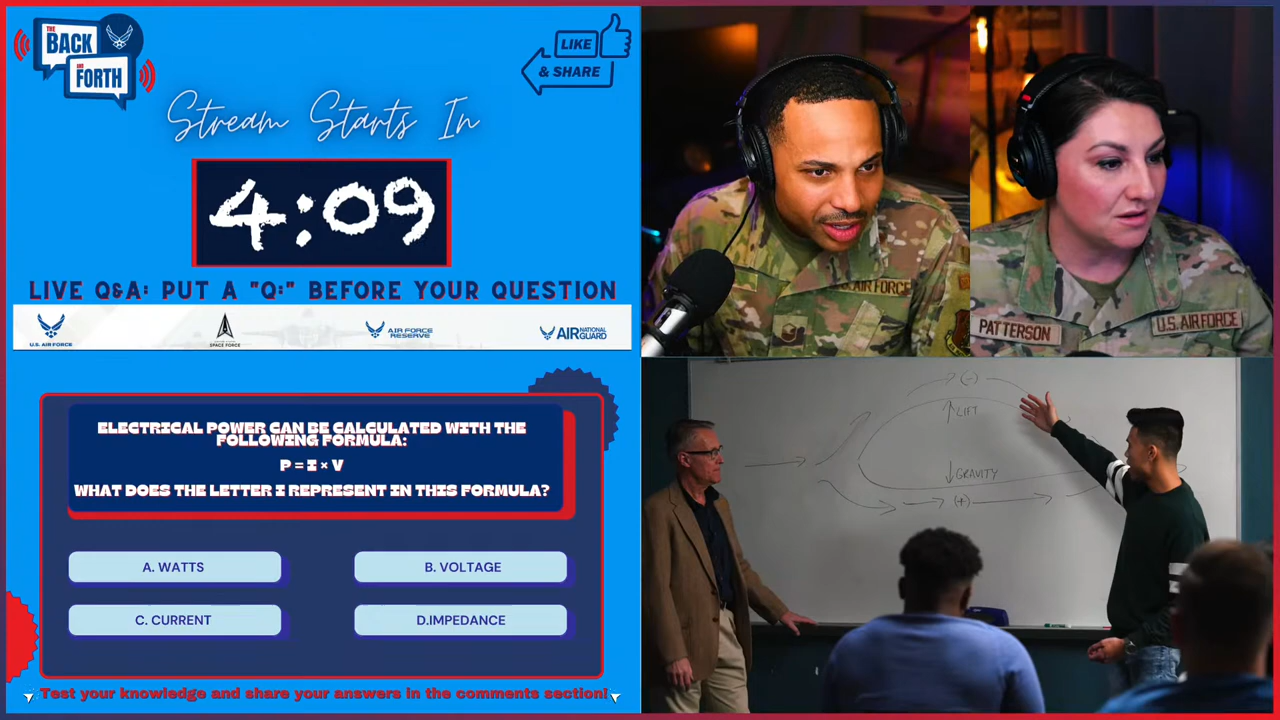 THE
BACK
AND
FORTH
LIKE
& SHARE
Stream Starts In
4:09
LIVE Q&A: PUT A "Q:" BEFORE YOUR QUESTION
U.S. AIR FORCE
SPACE FORCE
AIR FORCE
RESERVE
AIR NATIONAL
GUARD
ELECTRICAL POWER CAN BE CALCULATED WITH THE
FOLLOWING FORMULA:
P = I × V
WHAT DOES THE LETTER I REPRESENT IN THIS FORMULA?
A. WATTS
B. VOLTAGE
C. CURRENT
D.IMPEDANCE
Test your knowledge and share your answers in the comments section!
AIR FORCE
PATTERSON
U.S. AIR FORCE
(-)
LIFT
GRAVITY
(+)